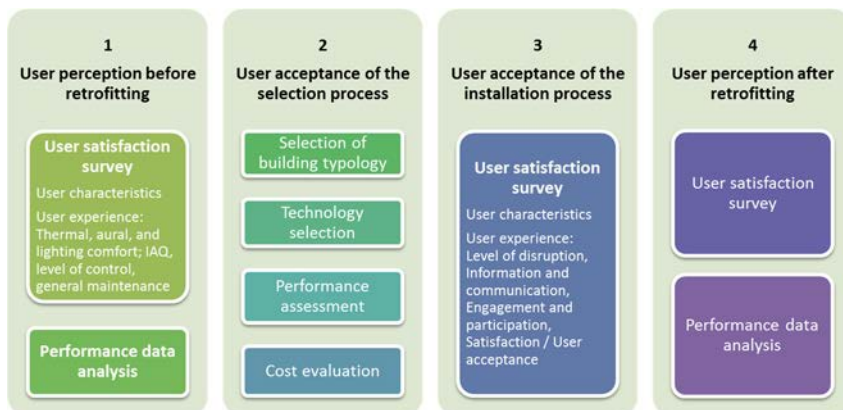 1
User perception before
retrofitting
User satisfaction
survey
User characteristics
User experience:
Thermal, aural, and
lighting comfort; IAQ,
level of control,
general maintenance
Performance data
analysis
2
User acceptance of the
selection process
Selection of
building typology
Technology
selection
Performance
assessment
Cost evaluation
3
User acceptance of the
installation process
User satisfaction
survey
User characteristics
User experience:
Level of disruption,
Information and
communication,
Engagement and
participation,
Satisfaction / User
acceptance
4
User perception after
retrofitting
User satisfaction
survey
Performance data
analysis